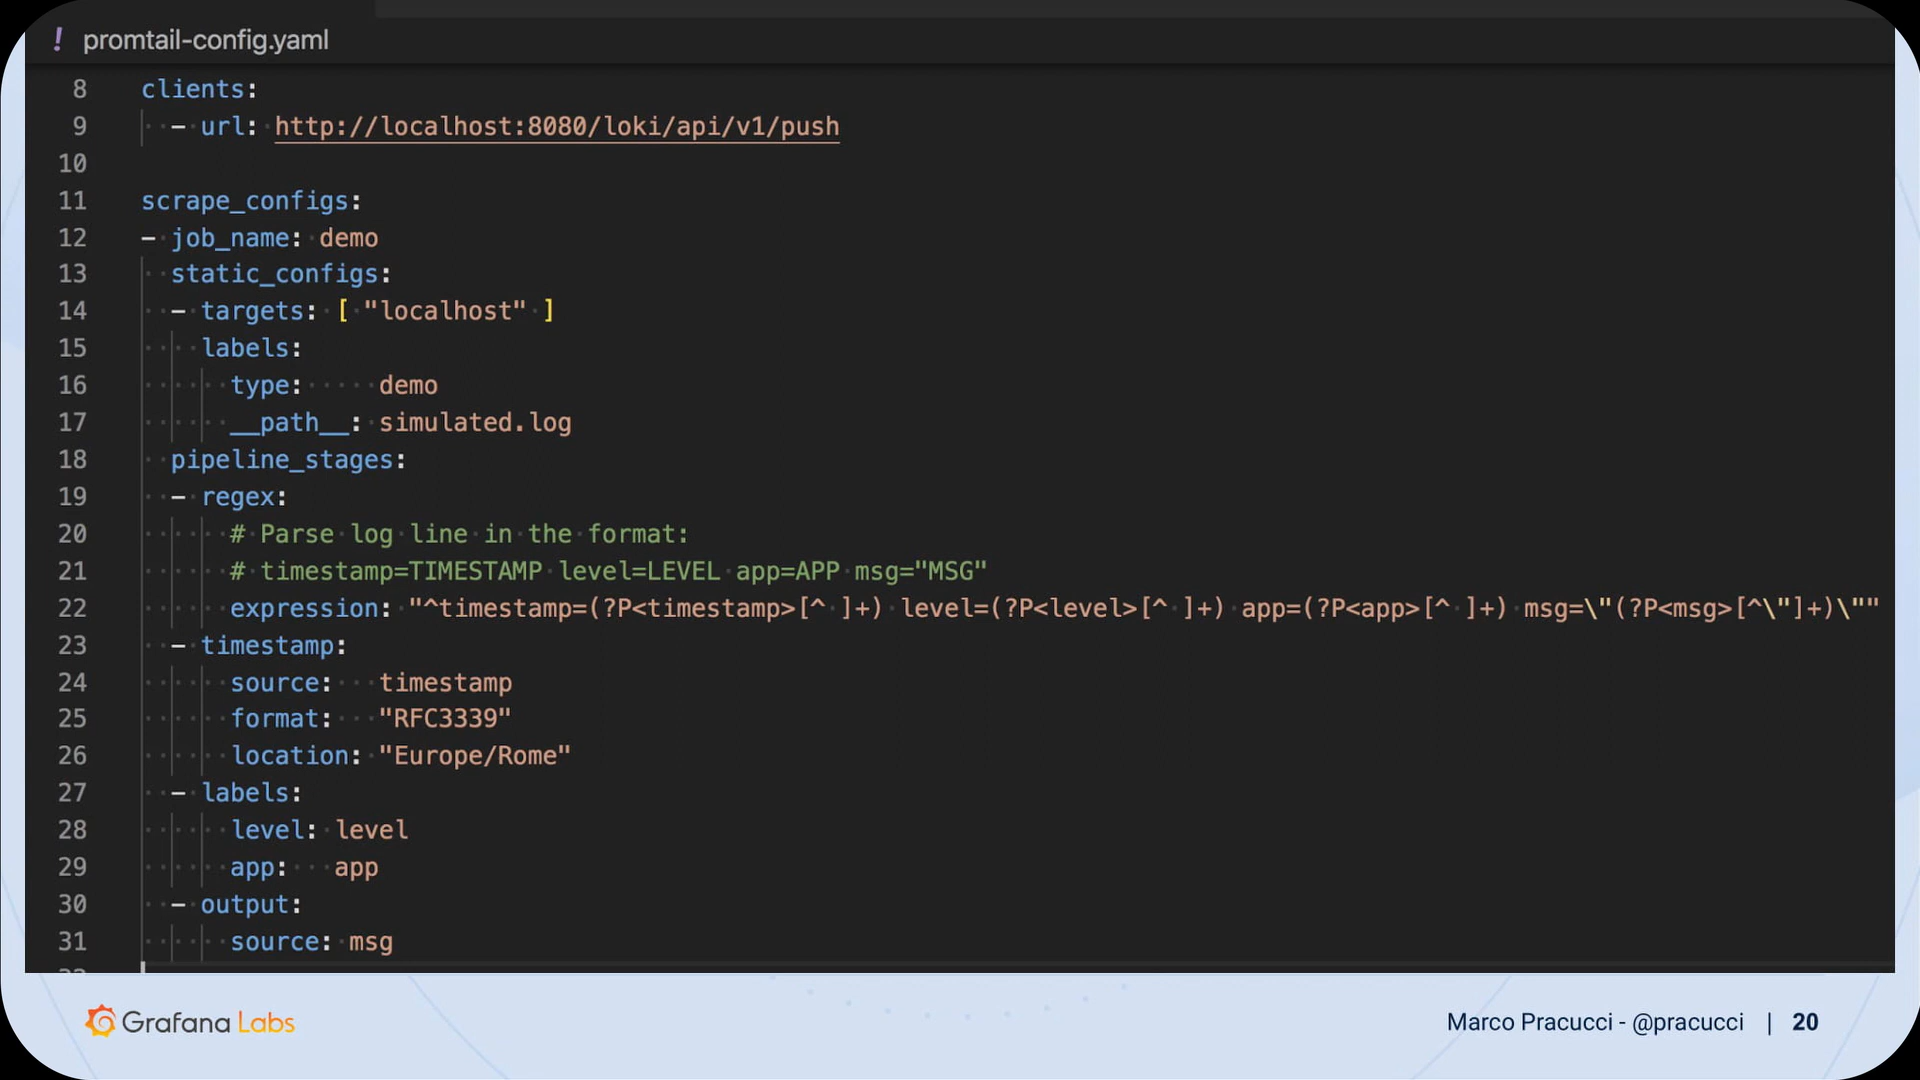 ! promtail-config.yaml
8 clients:
9 - url: http://localhost:8080/loki/api/v1/push
10
11 scrape_configs:
12 - job_name: demo
13 static_configs:
14 - targets: [ "localhost" ]
15 labels:
16 type: demo
17 __path__: simulated.log
18 pipeline_stages:
19 - regex:
20 # Parse log line in the format:
21 # timestamp=TIMESTAMP level=LEVEL app=APP msg="MSG"
22 expression: "^timestamp=(?P<timestamp>[^ ]+) level=(?P<level>[^ ]+) app=(?P<app>[^ ]+) msg=\"(?P<msg>[^\"]+)\""
23 - timestamp:
24 source: timestamp
25 format: "RFC3339"
26 location: "Europe/Rome"
27 - labels:
28 level: level
29 app: app
30 - output:
31 source: msg
Grafana Labs
Marco Pracucci - @pracucci | 20